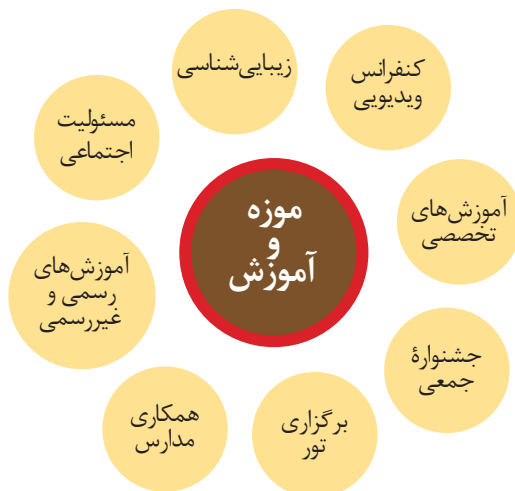 موزه
و
آموزش
کنفرانس
ویدیویی
آموزش‌های
تخصصی
جشنوارهٔ
جمعی
برگزاری
تور
همکاری
مدارس
آموزش‌های
رسمی و
غیررسمی
مسئولیت
اجتماعی
زیبایی‌شناسی